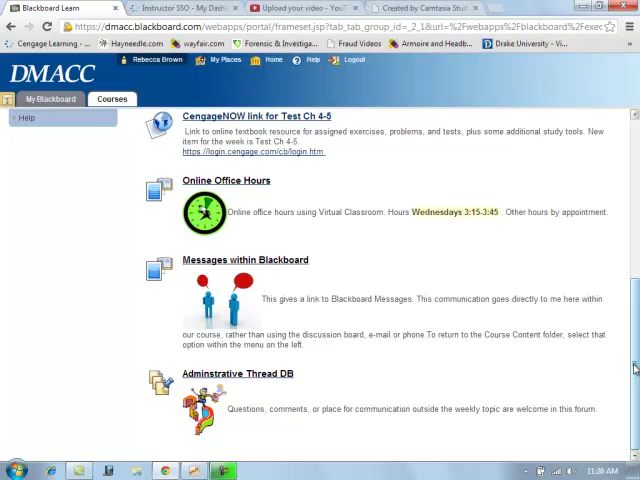 Blackboard Learn
Instructor SSO - My Dash
Upload your video - YouT
Created by Camtasia Stud
https://dmacc.blackboard.com/webapps/portal/frameset.jsp?tab_tab_group_id=_2_1&url=%2Fwebapps%2Fblackboard%2Fexec
Cengage Learning -...
Hayneedle.com
wayfair.com
Forensic & Investiga...
Fraud Videos
Armoire and Headb...
Drake University -...
DMACC
Rebecca Brown
My Places
Home
Help
Logout
My Blackboard
Courses
Help
CengageNOW link for Test Ch 4-5
Link to online textbook resource for assigned exercises, problems, and tests, plus some additional study tools. New
item for the week is Test Ch 4-5.
https://login.cengage.com/cb/login.htm
Online Office Hours
Online office hours using Virtual Classroom. Hours Wednesdays 3:15-3:45 . Other hours by appointment.
Messages within Blackboard
This gives a link to Blackboard Messages. This communication goes directly to me here within
our course, rather than using the discussion board, e-mail or phone.To return to the Course Content folder, select that
option within the menu on the left.
Adminstrative Thread DB
Questions, comments, or place for communication outside the weekly topic are welcome in this forum.
11:26 AM